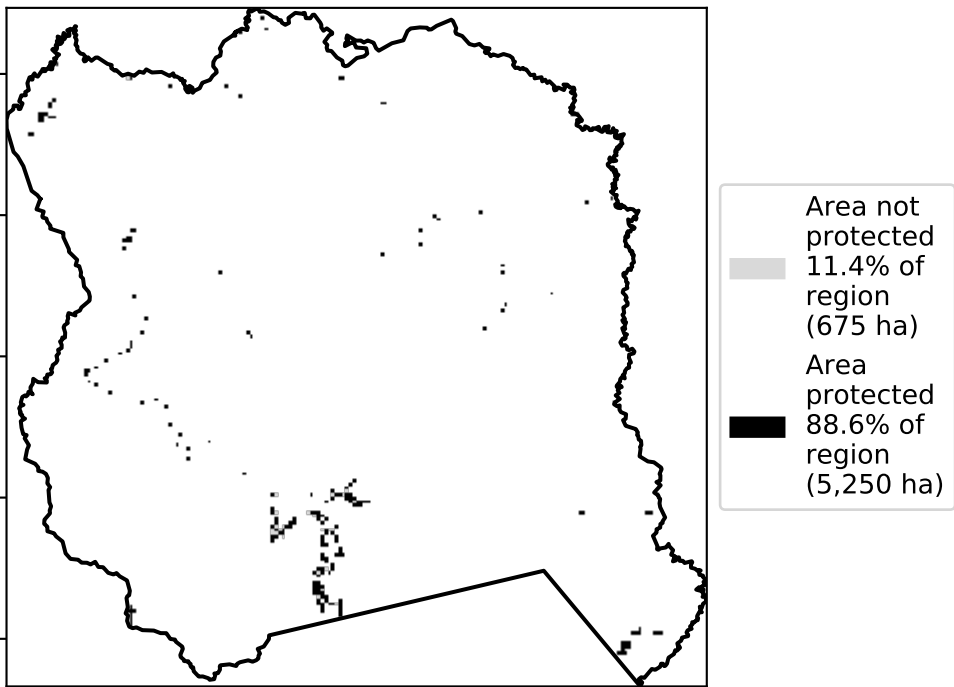 Area not
protected
11.4% of
region
(675 ha)
Area
protected
88.6% of
region
(5,250 ha)